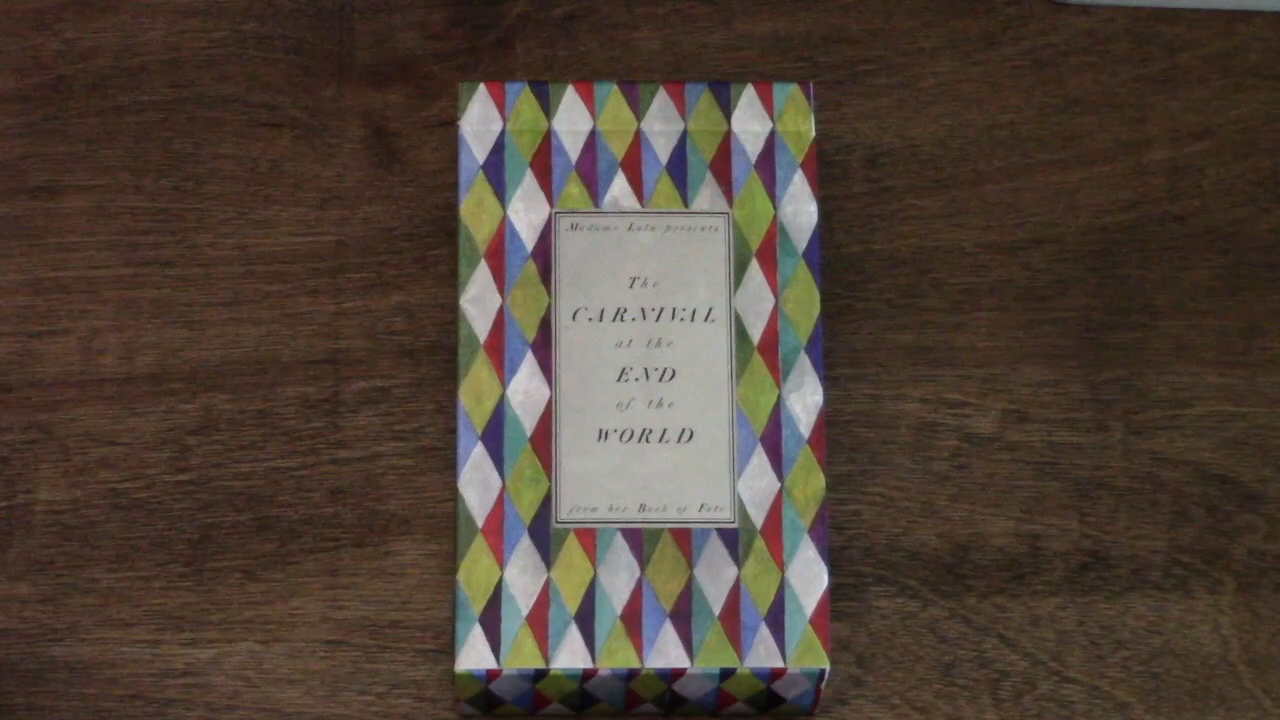 Madame Lulu presents
The
CARNIVAL
at the
END
of the
WORLD
from her Book of Fate